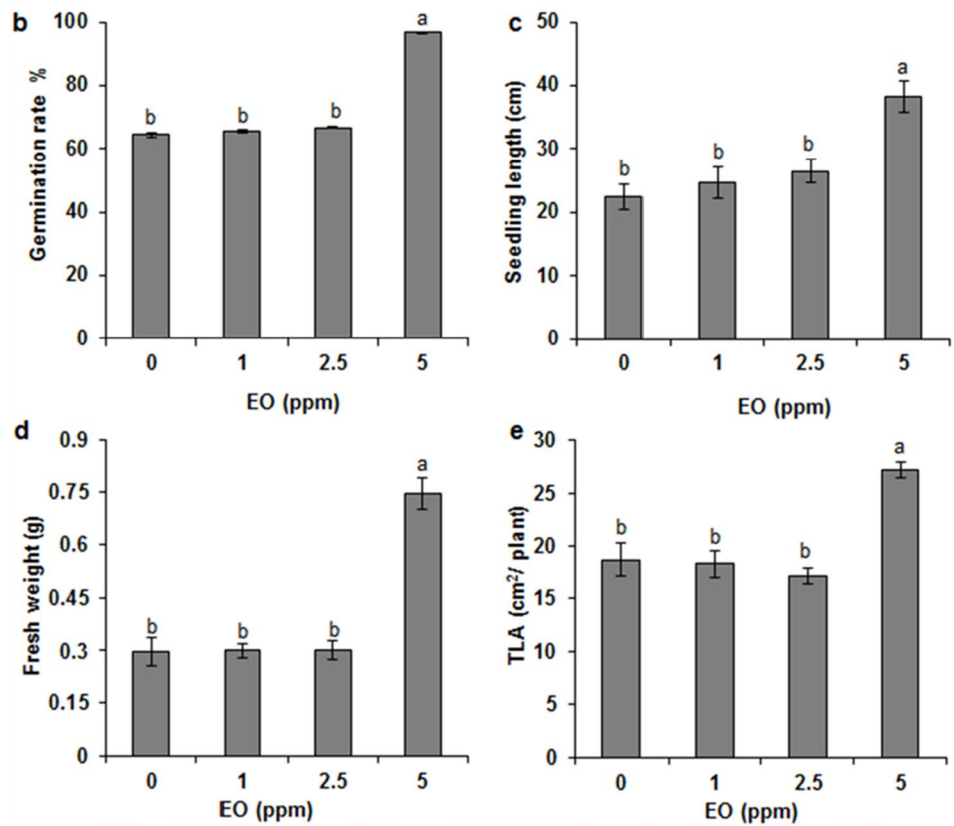 b
Germination rate %
100
80
60
40
20
0
b
b
b
a
0 1 2.5 5
EO (ppm)
c
Seedling length (cm)
50
40
30
20
10
0
b
b
b
a
0 1 2.5 5
EO (ppm)
d
Fresh weight (g)
0.9
0.75
0.6
0.45
0.3
0.15
0
b
b
b
a
0 1 2.5 5
EO (ppm)
e
TLA (cm²/ plant)
30
25
20
15
10
5
0
b
b
b
a
0 1 2.5 5
EO (ppm)